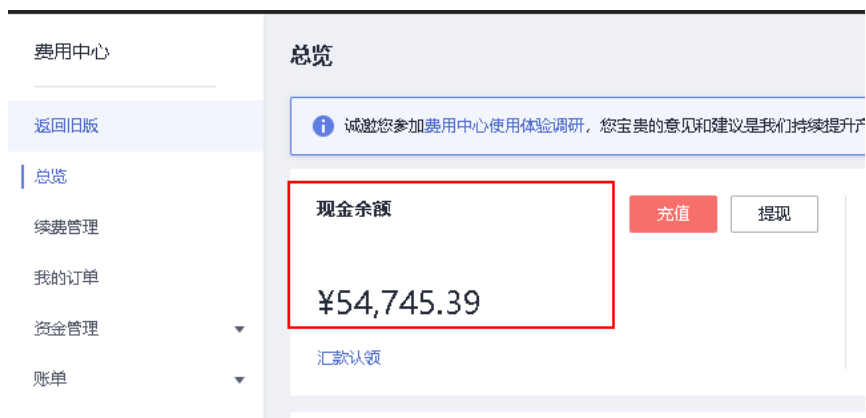 费用中心
总览
返回旧版
诚邀您参加费用中心使用体验调研，您宝贵的意见和建议是我们持续提升产
总览
现金余额
充值
提现
续费管理
我的订单
¥54,745.39
资金管理
汇款认领
账单